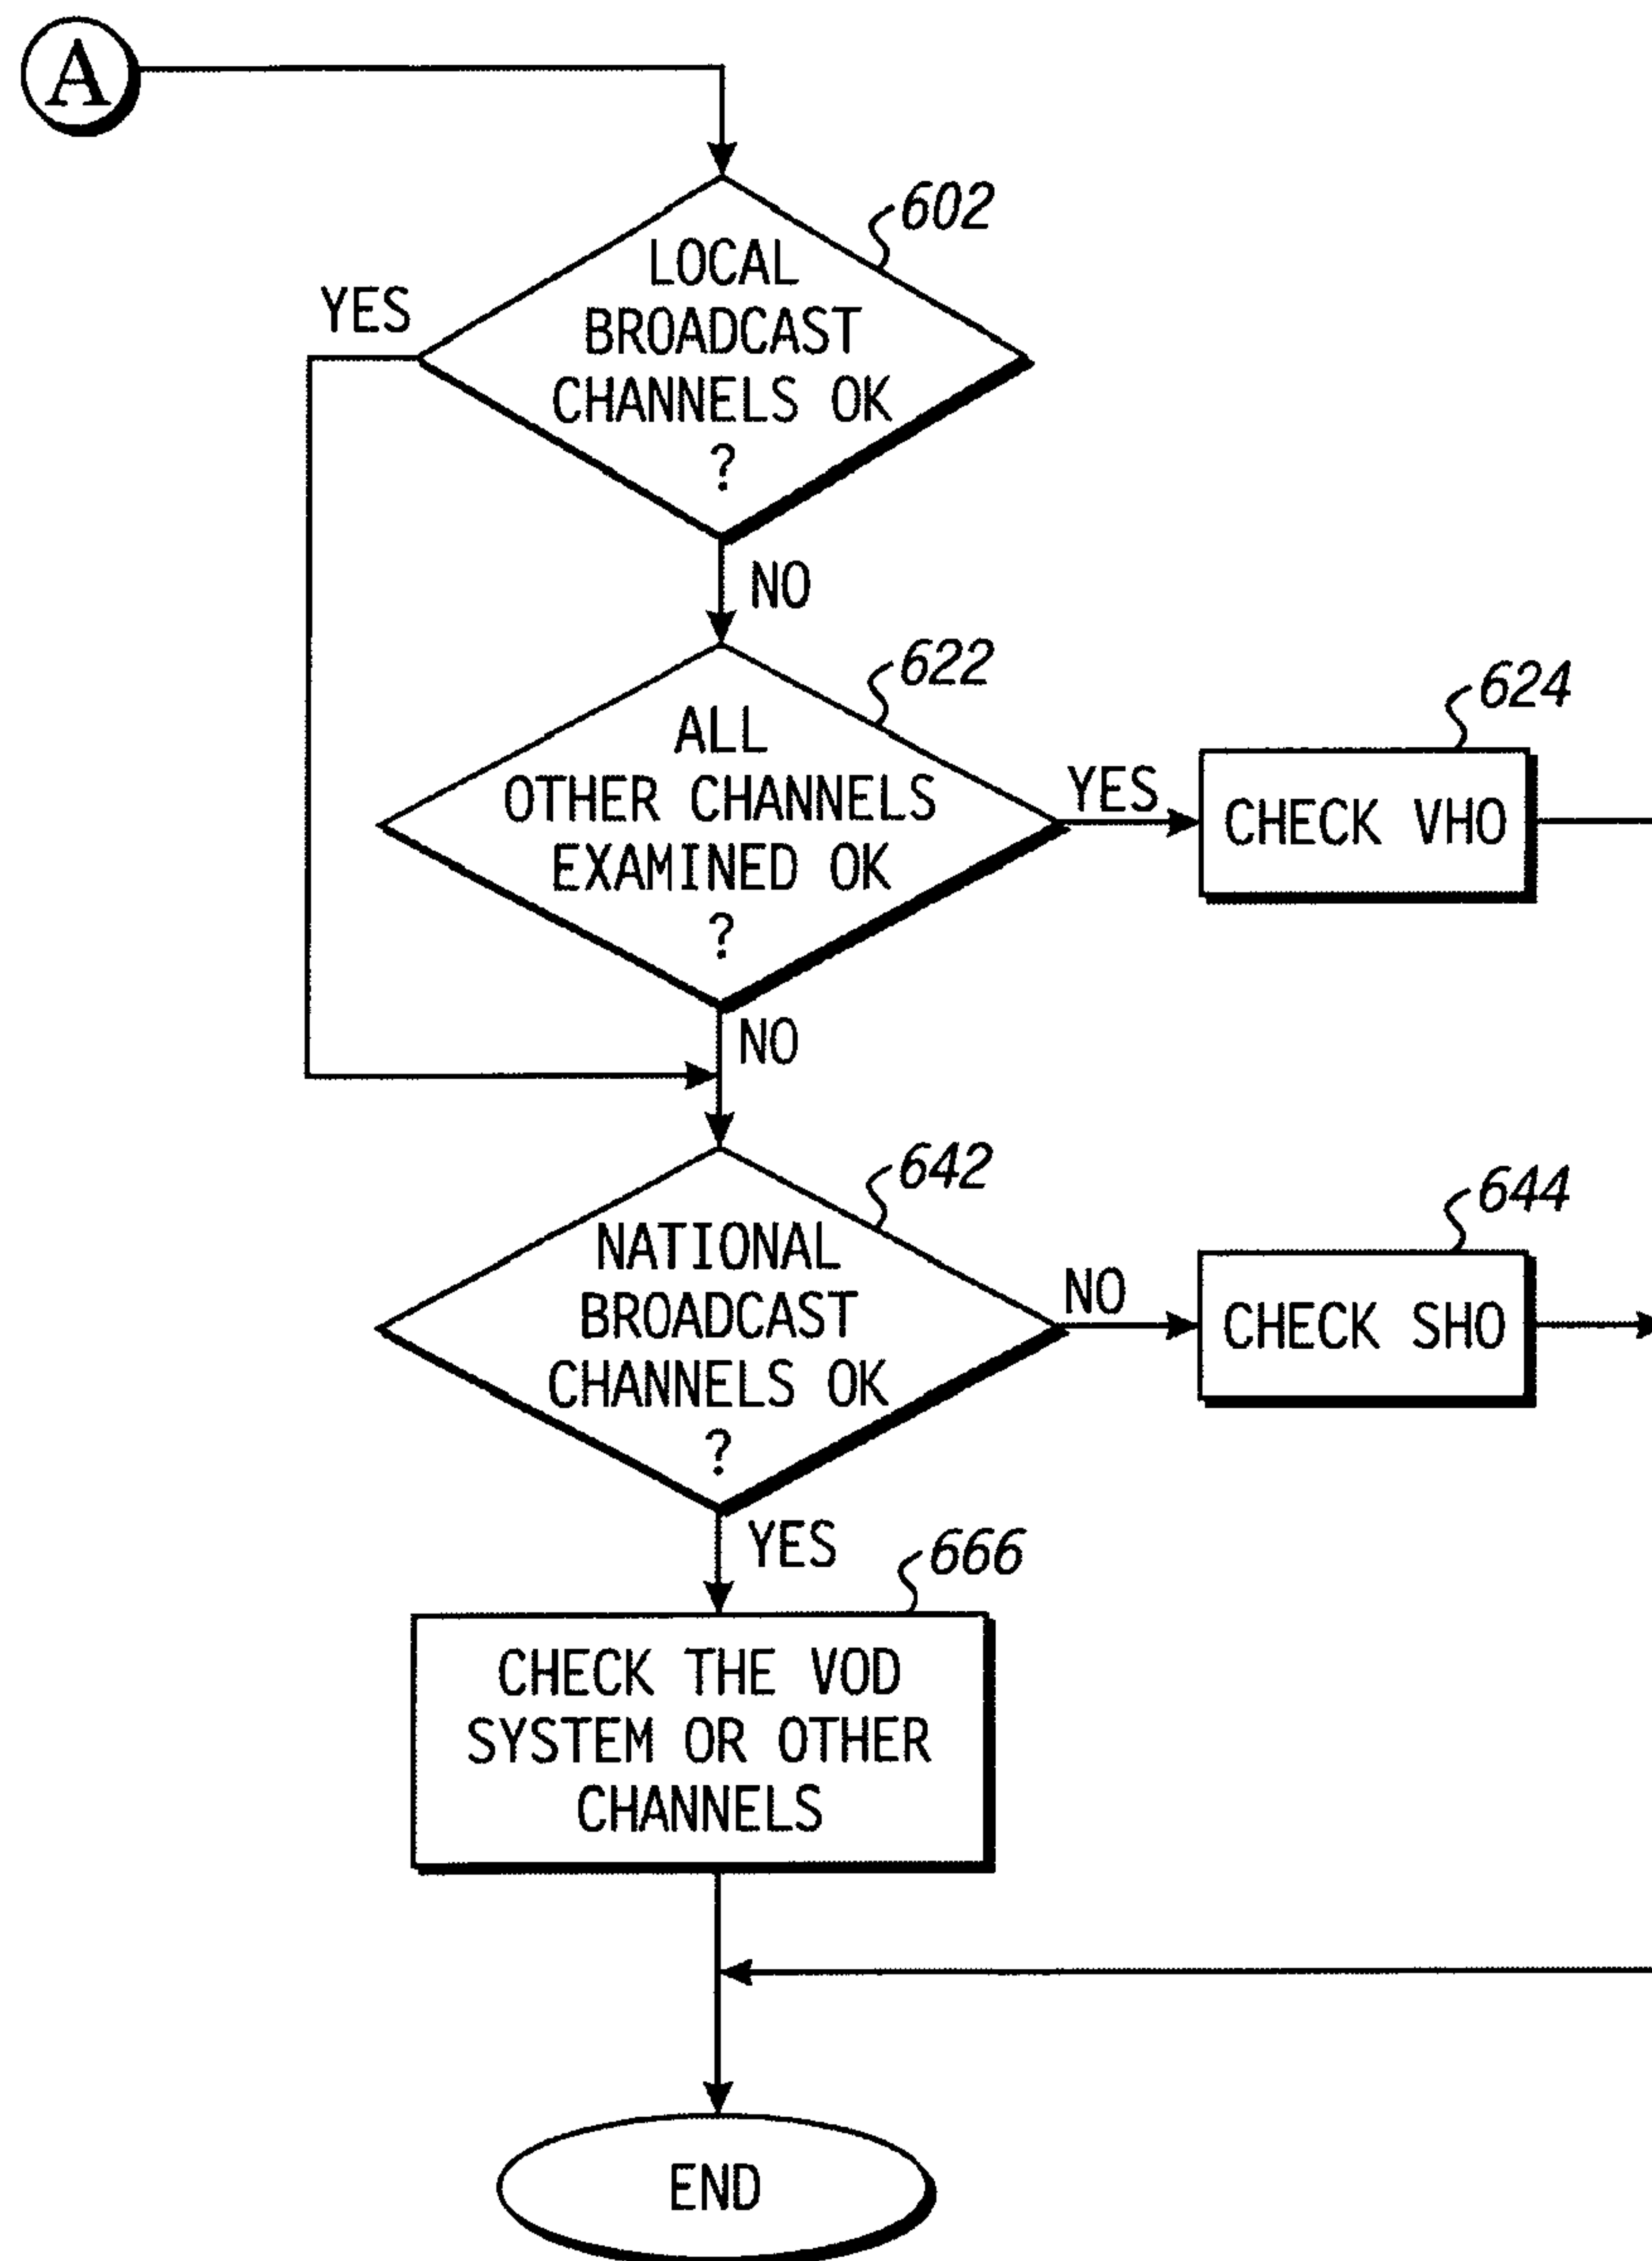 A
602
LOCAL
BROADCAST
CHANNELS OK
?
YES
NO
622
ALL
OTHER CHANNELS
EXAMINED OK
?
YES
624
CHECK VHO
NO
642
NATIONAL
BROADCAST
CHANNELS OK
?
NO
644
CHECK SHO
YES
666
CHECK THE VOD
SYSTEM OR OTHER
CHANNELS
END